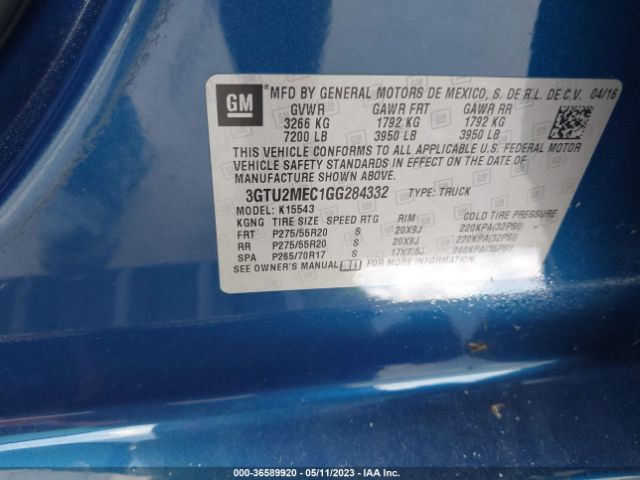 GM
MFD BY GENERAL MOTORS DE MEXICO, S. DE R.L. DE C.V. 04/16
GVWR GAWR FRT GAWR RR
3266 KG 1792 KG 1792 KG
7200 LB 3950 LB 3950 LB
THIS VEHICLE CONFORMS TO ALL APPLICABLE U.S. FEDERAL MOTOR
VEHICLE SAFETY STANDARDS IN EFFECT ON THE DATE OF
MANUFACTURE SHOWN ABOVE.
3GTU2MEC1GG284332 TYPE: TRUCK
MODEL: K15543
KGNG TIRE SIZE SPEED RTG RIM COLD TIRE PRESSURE
FRT P275/55R20 S 20X9J 220KPA(32PSI)
RR P275/55R20 S 20X9J 220KPA(32PSI)
SPA P265/70R17 S 17X7.5J 240KPA(35PSI)
SEE OWNER'S MANUAL FOR MORE INFORMATION.
000-36589920 - 05/11/2023 - IAA Inc.